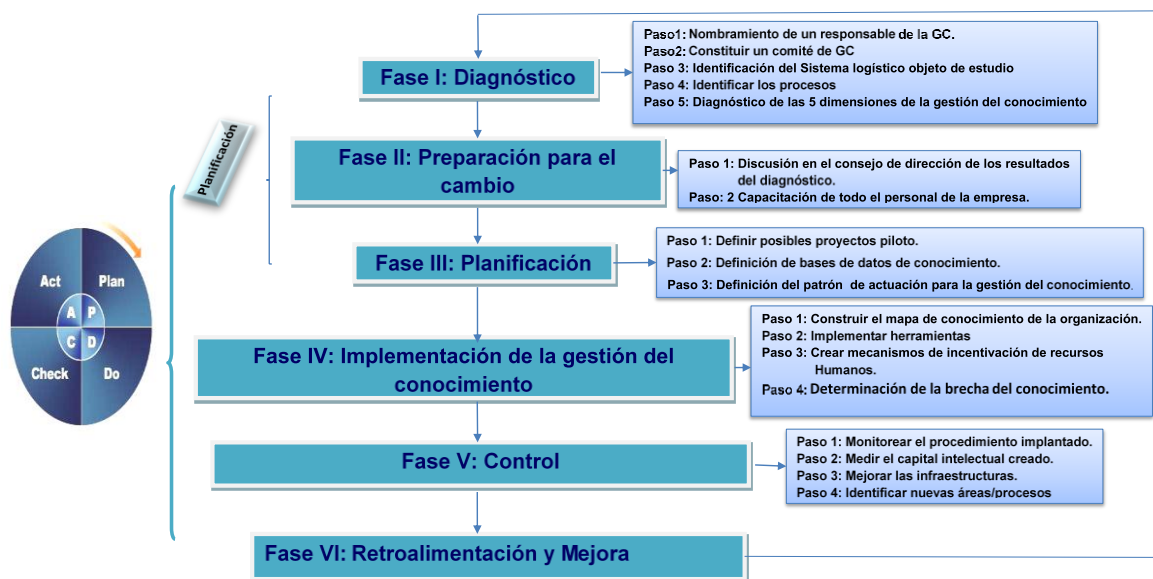 Fase I: Diagnóstico
Paso1: Nombramiento de un responsable de la GC.
Paso2: Constituir un comité de GC
Paso 3: Identificación del Sistema logístico objeto de estudio
Paso 4: Identificar los procesos
Paso 5: Diagnóstico de las 5 dimensiones de la gestión del conocimiento
Planificación
Fase II: Preparación para el
cambio
Paso 1: Discusión en el consejo de dirección de los resultados
del diagnóstico.
Paso: 2 Capacitación de todo el personal de la empresa.
Fase III: Planificación
Paso 1: Definir posibles proyectos piloto.
Paso 2: Definición de bases de datos de conocimiento.
Paso 3: Definición del patrón de actuación para la gestión del conocimiento.
Act
Plan
A
P
C
D
Check
Do
Fase IV: Implementación de la gestión del
conocimiento
Paso 1: Construir el mapa de conocimiento de la organización.
Paso 2: Implementar herramientas
Paso 3: Crear mecanismos de incentivación de recursos
Humanos.
Paso 4: Determinación de la brecha del conocimiento.
Fase V: Control
Paso 1: Monitorear el procedimiento implantado.
Paso 2: Medir el capital intelectual creado.
Paso 3: Mejorar las infraestructuras.
Paso 4: Identificar nuevas áreas/procesos
Fase VI: Retroalimentación y Mejora